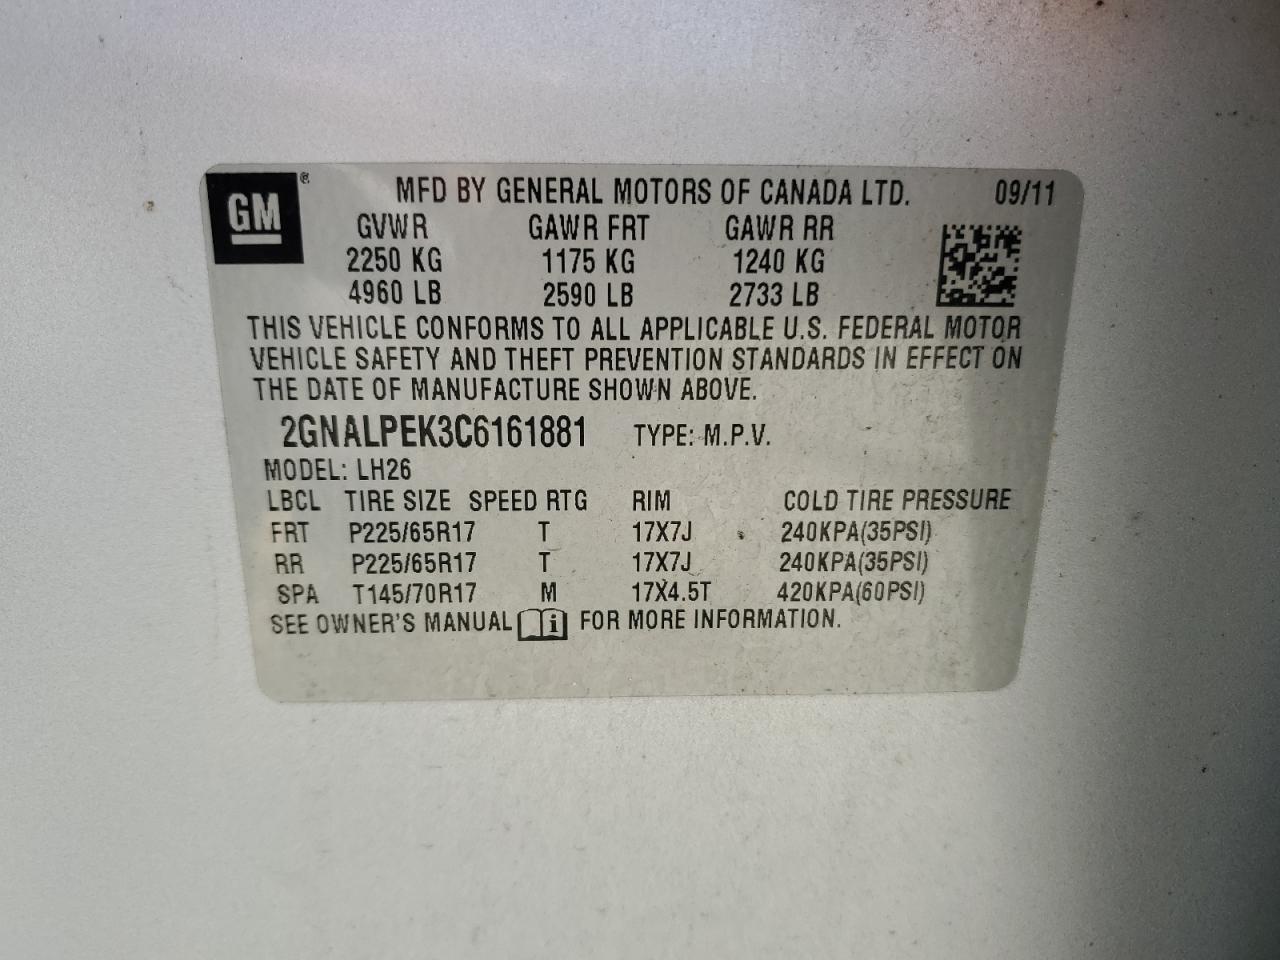 GM® MFD BY GENERAL MOTORS OF CANADA LTD. 09/11
GVWR GAWR FRT GAWR RR
2250 KG 1175 KG 1240 KG
4960 LB 2590 LB 2733 LB
THIS VEHICLE CONFORMS TO ALL APPLICABLE U.S. FEDERAL MOTOR
VEHICLE SAFETY AND THEFT PREVENTION STANDARDS IN EFFECT ON
THE DATE OF MANUFACTURE SHOWN ABOVE.
2GNALPEK3C6161881 TYPE: M.P.V.
MODEL: LH26
LBCL TIRE SIZE SPEED RTG RIM COLD TIRE PRESSURE
FRT P225/65R17 T 17X7J 240KPA(35PSI)
RR P225/65R17 T 17X7J 240KPA(35PSI)
SPA T145/70R17 M 17X4.5T 420KPA(60PSI)
SEE OWNER'S MANUAL i FOR MORE INFORMATION.